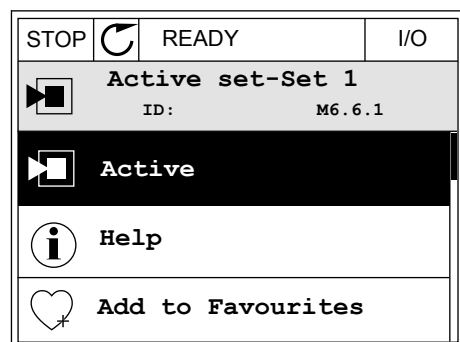 STOP READY I/O
Active set-Set 1
ID: M6.6.1
Active
Help
Add to Favourites